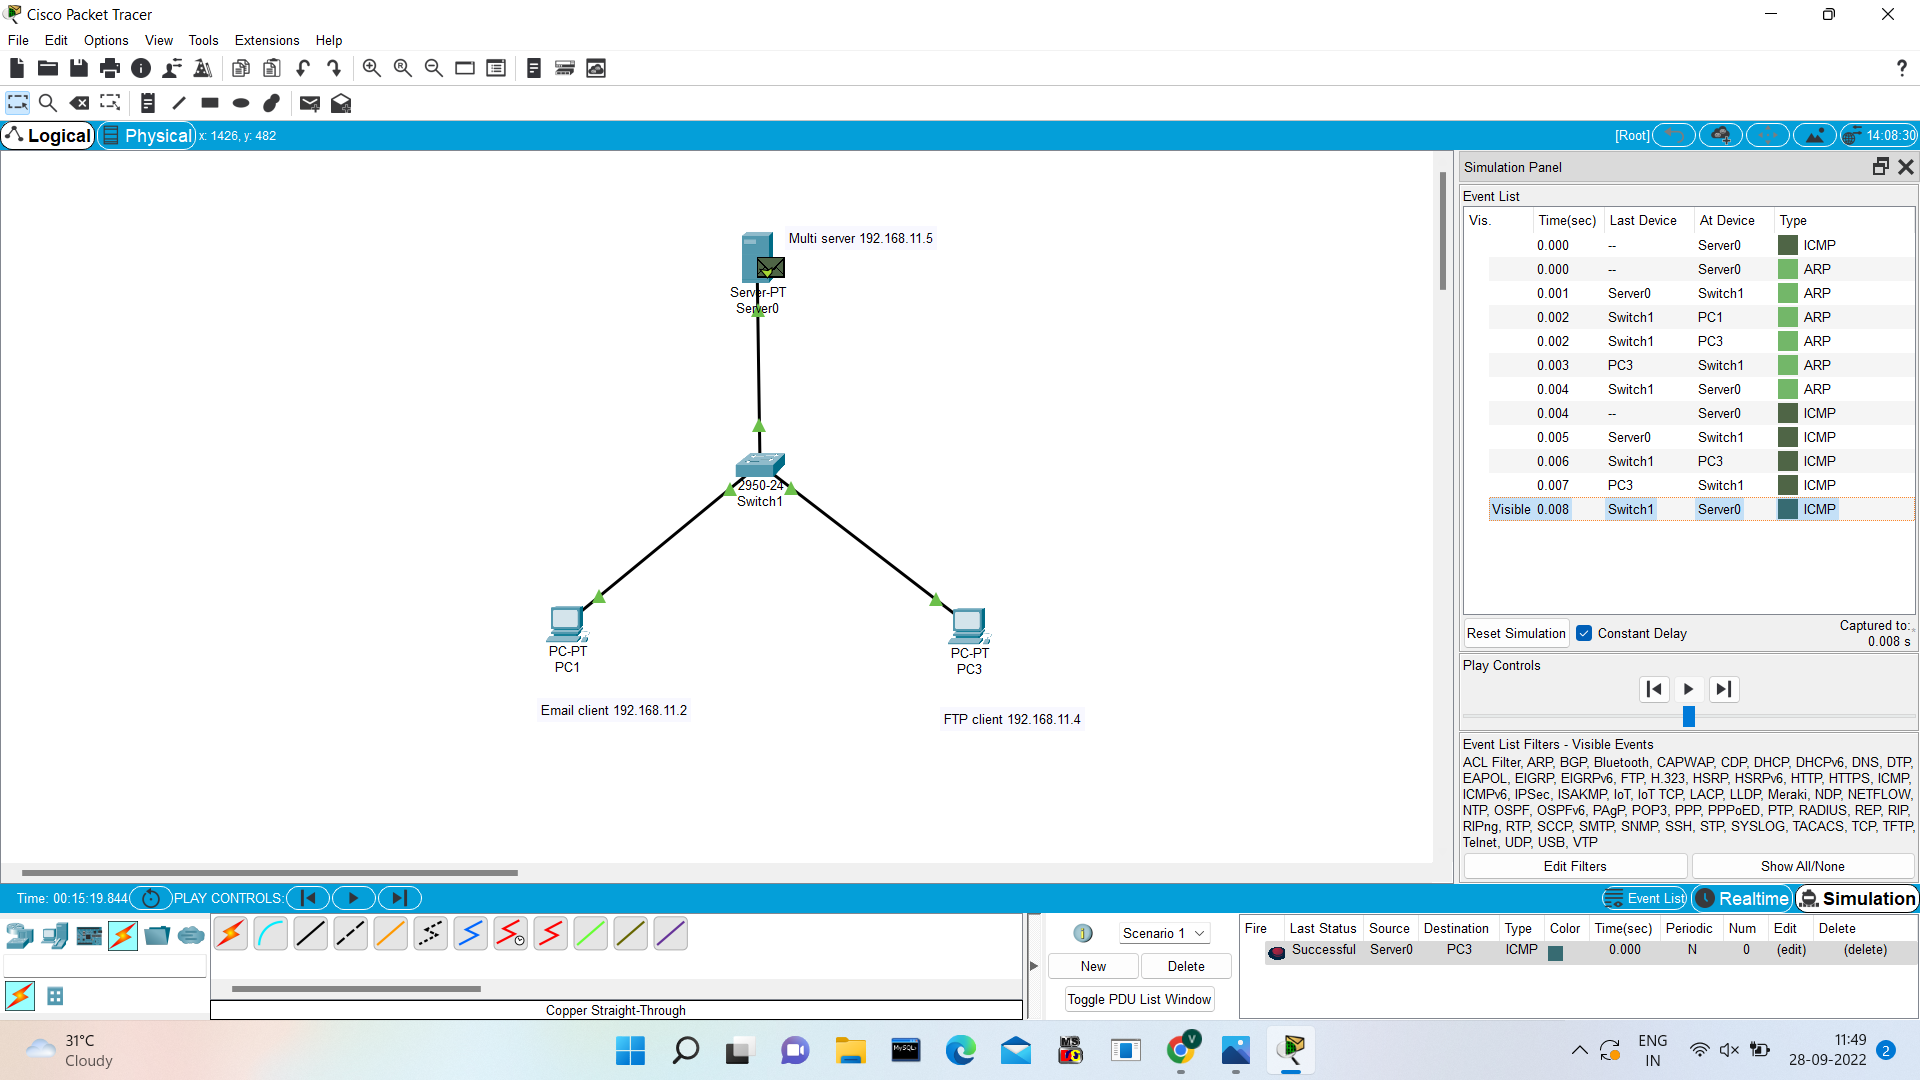 Cisco Packet Tracer
File Edit Options View Tools Extensions Help
?
Logical Physical x: 1426, y: 482 [Root] 14:08:30
Multi server 192.168.11.5
Server-PT
Server0
2950-24
Switch1
PC-PT
PC1
PC-PT
PC3
Email client 192.168.11.2
FTP client 192.168.11.4
Simulation Panel
Event List
Vis. Time(sec) Last Device At Device Type
0.000 -- Server0 ICMP
0.000 -- Server0 ARP
0.001 Server0 Switch1 ARP
0.002 Switch1 PC1 ARP
0.002 Switch1 PC3 ARP
0.003 PC3 Switch1 ARP
0.004 Switch1 Server0 ARP
0.004 -- Server0 ICMP
0.005 Server0 Switch1 ICMP
0.006 Switch1 PC3 ICMP
0.007 PC3 Switch1 ICMP
Visible 0.008 Switch1 Server0 ICMP
Reset Simulation Constant Delay Captured to:
0.008 s
Play Controls
Event List Filters - Visible Events
ACL Filter, ARP, BGP, Bluetooth, CAPWAP, CDP, DHCP, DHCPv6, DNS, DTP,
EAPOL, EIGRP, EIGRPv6, FTP, H.323, HSRP, HSRPv6, HTTP, HTTPS, ICMP,
ICMPv6, IPSec, ISAKMP, IoT, IoT TCP, LACP, LLDP, Meraki, NDP, NETFLOW,
NTP, OSPF, OSPFv6, PAgP, POP3, PPP, PPPoED, PTP, RADIUS, REP, RIP,
RIPng, RTP, SCCP, SMTP, SNMP, SSH, STP, SYSLOG, TACACS, TCP, TFTP,
Telnet, UDP, USB, VTP
Edit Filters Show All/None
Time: 00:15:19.844 PLAY CONTROLS: Event List Realtime Simulation
Copper Straight-Through
Scenario 1
New Delete
Toggle PDU List Window
Fire Last Status Source Destination Type Color Time(sec) Periodic Num Edit Delete
Successful Server0 PC3 ICMP 0.000 N 0 (edit) (delete)
31°C
Cloudy
MySQL
MS
V
ENG
IN
11:49
28-09-2022
2